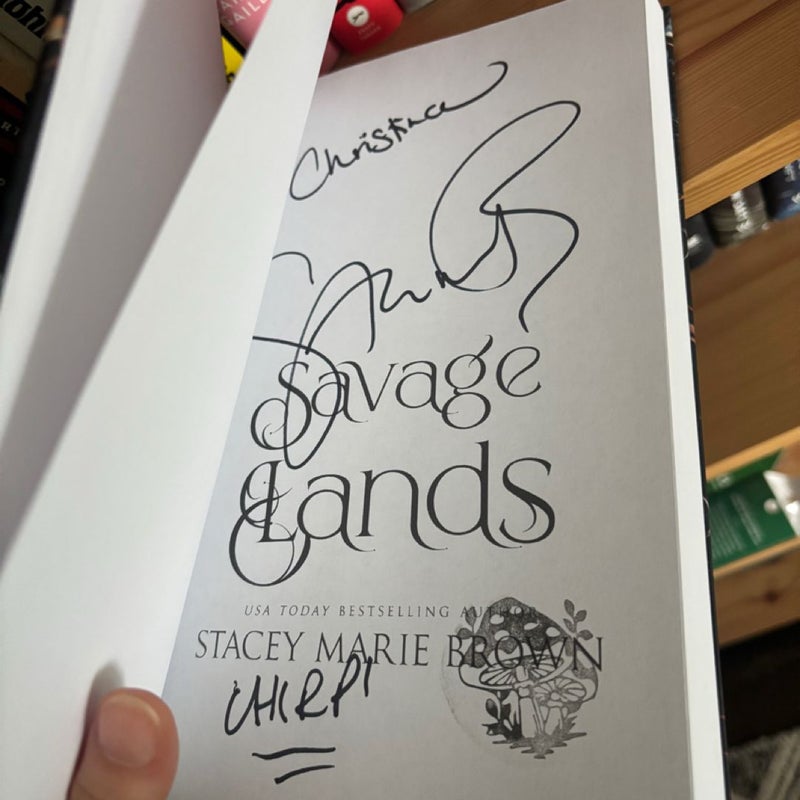 Christina
Savage
Lands
USA TODAY BESTSELLING AUTHOR
STACEY MARIE BROWN
CHIRP!